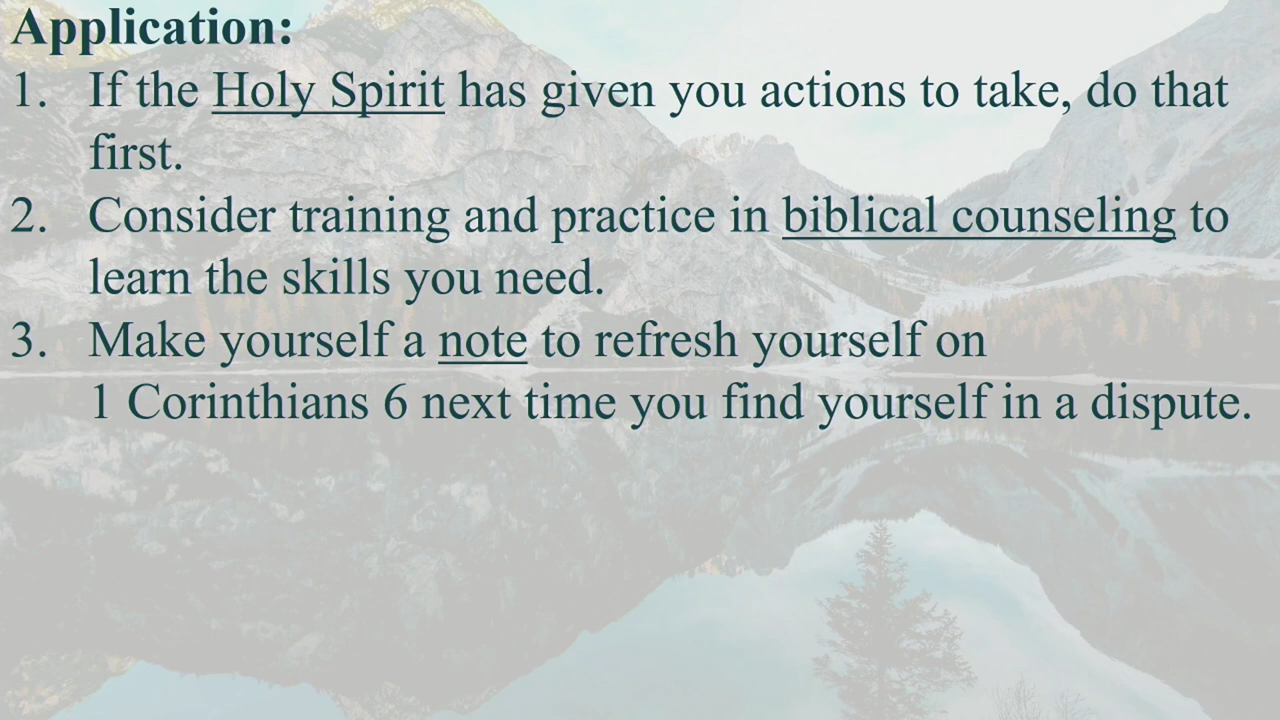 Application:
1. If the Holy Spirit has given you actions to take, do that
first.
2. Consider training and practice in biblical counseling to
learn the skills you need.
3. Make yourself a note to refresh yourself on
1 Corinthians 6 next time you find yourself in a dispute.